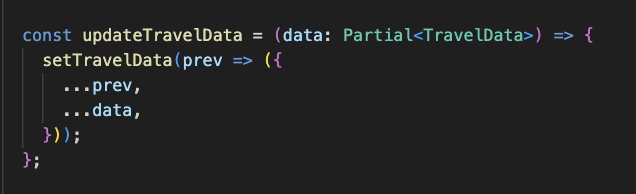 const updateTravelData = (data: Partial<TravelData>) => {
  setTravelData(prev => ({
    ...prev,
    ...data,
  }));
};